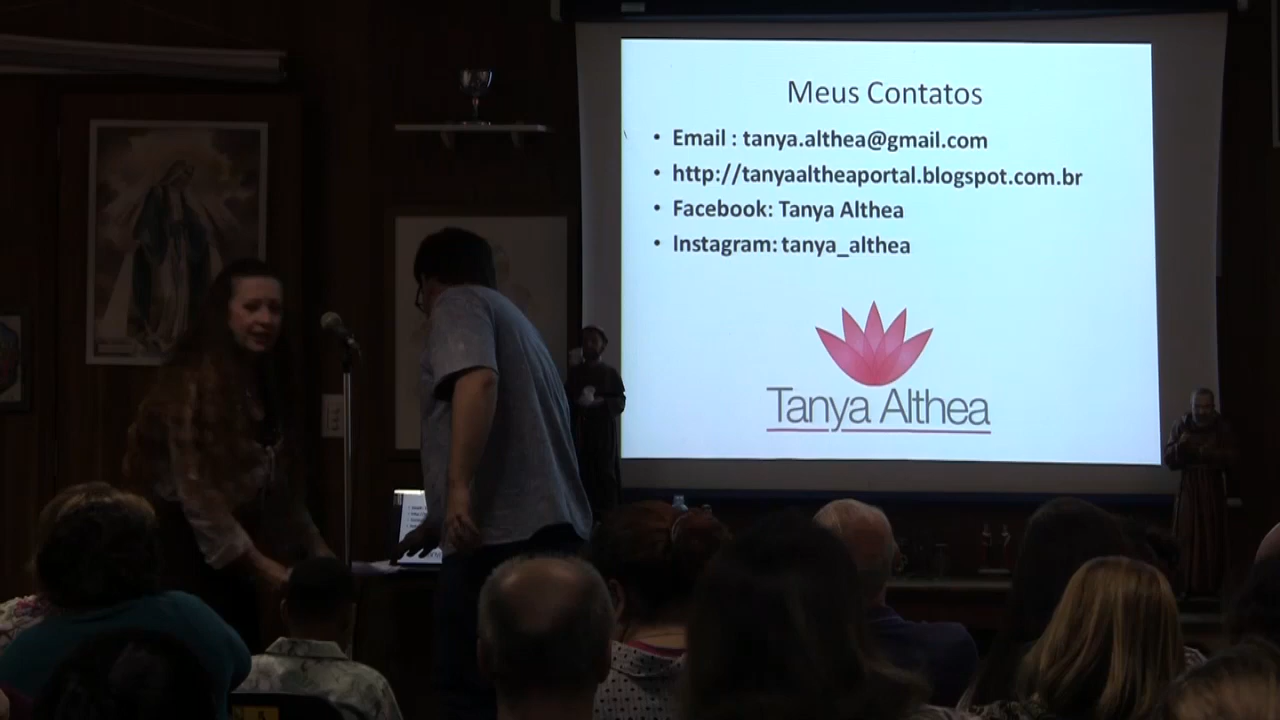 Meus Contatos
• Email : tanya.althea@gmail.com
• http://tanyaaltheaportal.blogspot.com.br
• Facebook: Tanya Althea
• Instagram: tanya_althea
Tanya Althea